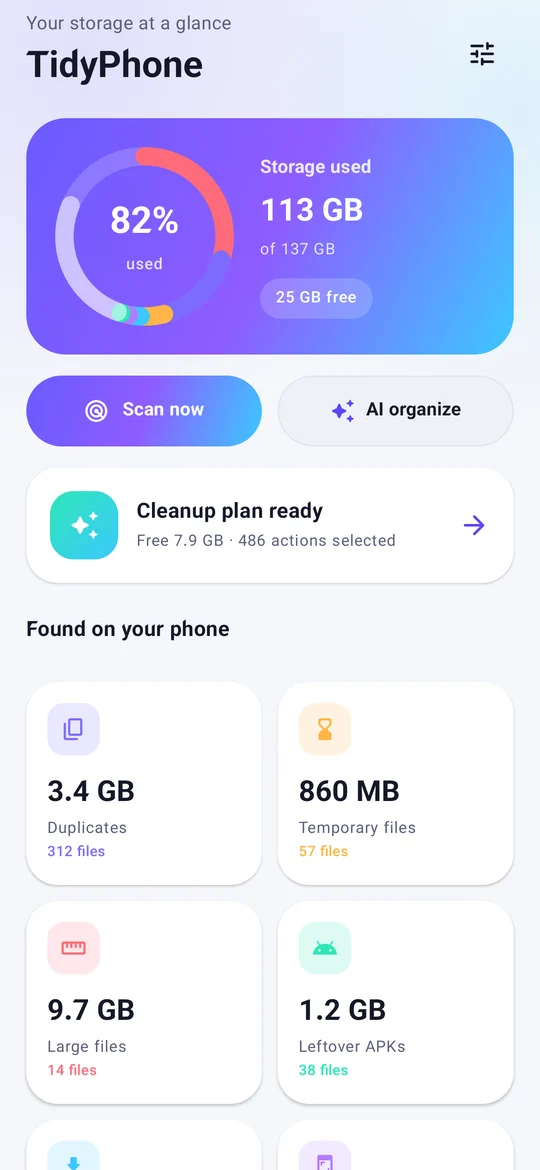 Your storage at a glance
TidyPhone
82%
used
Storage used
113 GB
of 137 GB
25 GB free
Scan now
AI organize
Cleanup plan ready
Free 7.9 GB · 486 actions selected
Found on your phone
3.4 GB
Duplicates
312 files
860 MB
Temporary files
57 files
9.7 GB
Large files
14 files
1.2 GB
Leftover APKs
38 files